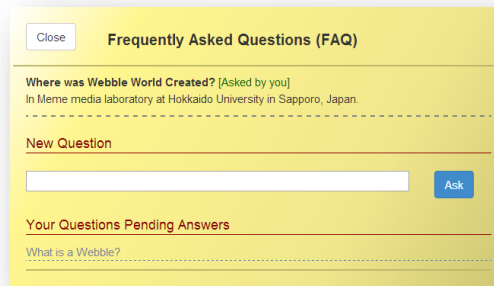 Close
Frequently Asked Questions (FAQ)
Where was Webble World Created? [Asked by you]
In Meme media laboratory at Hokkaido University in Sapporo, Japan.
New Question
Ask
Your Questions Pending Answers
What is a Webble?